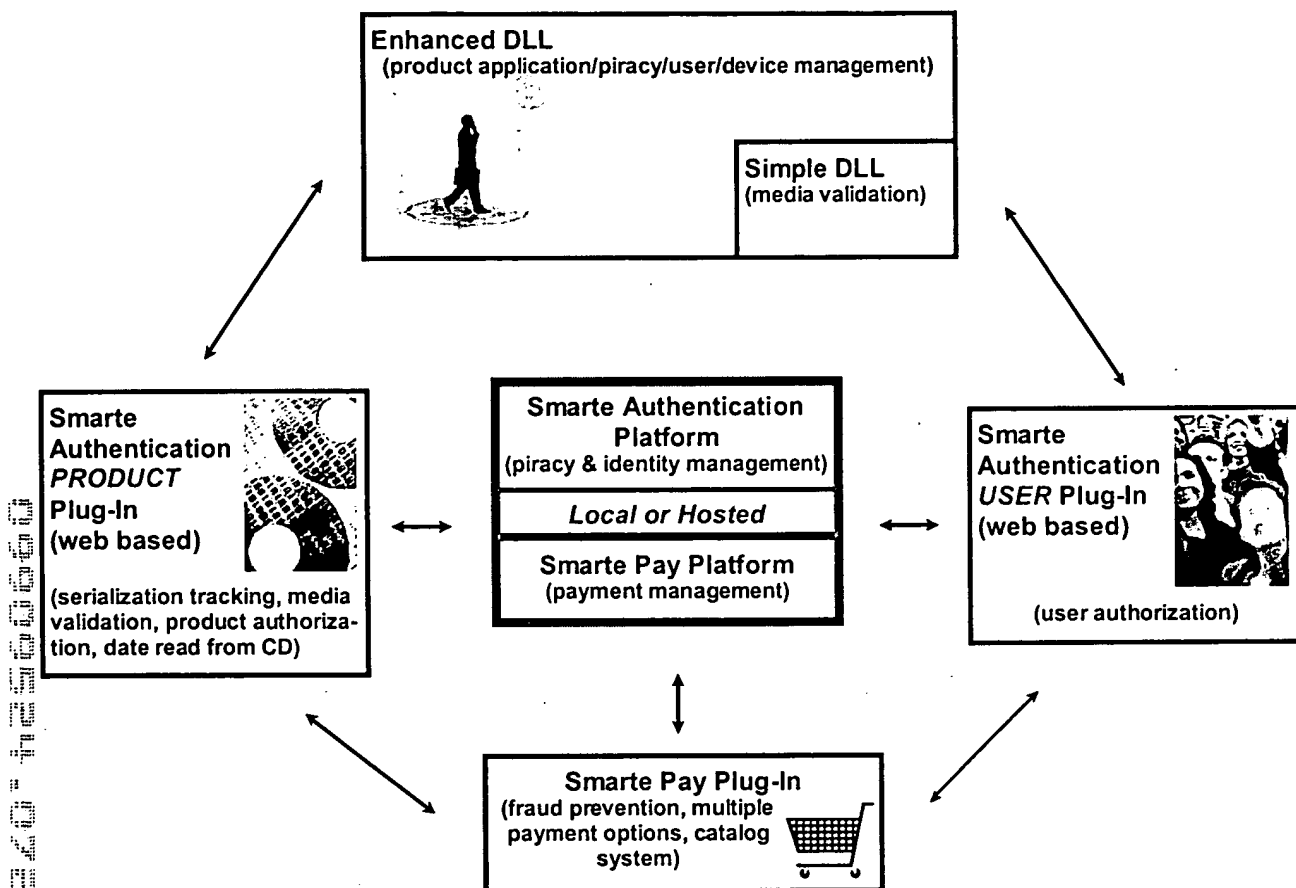 Enhanced DLL
(product application/piracy/user/device management)
Simple DLL
(media validation)
Smarte
Authentication
PRODUCT
Plug-In
(web based)
(serialization tracking, media
validation, product authoriza-
tion, date read from CD)
Smarte Authentication
Platform
(piracy & identity management)
Local or Hosted
Smarte Pay Platform
(payment management)
Smarte
Authentication
USER Plug-In
(web based)
(user authorization)
Smarte Pay Plug-In
(fraud prevention, multiple
payment options, catalog
system)